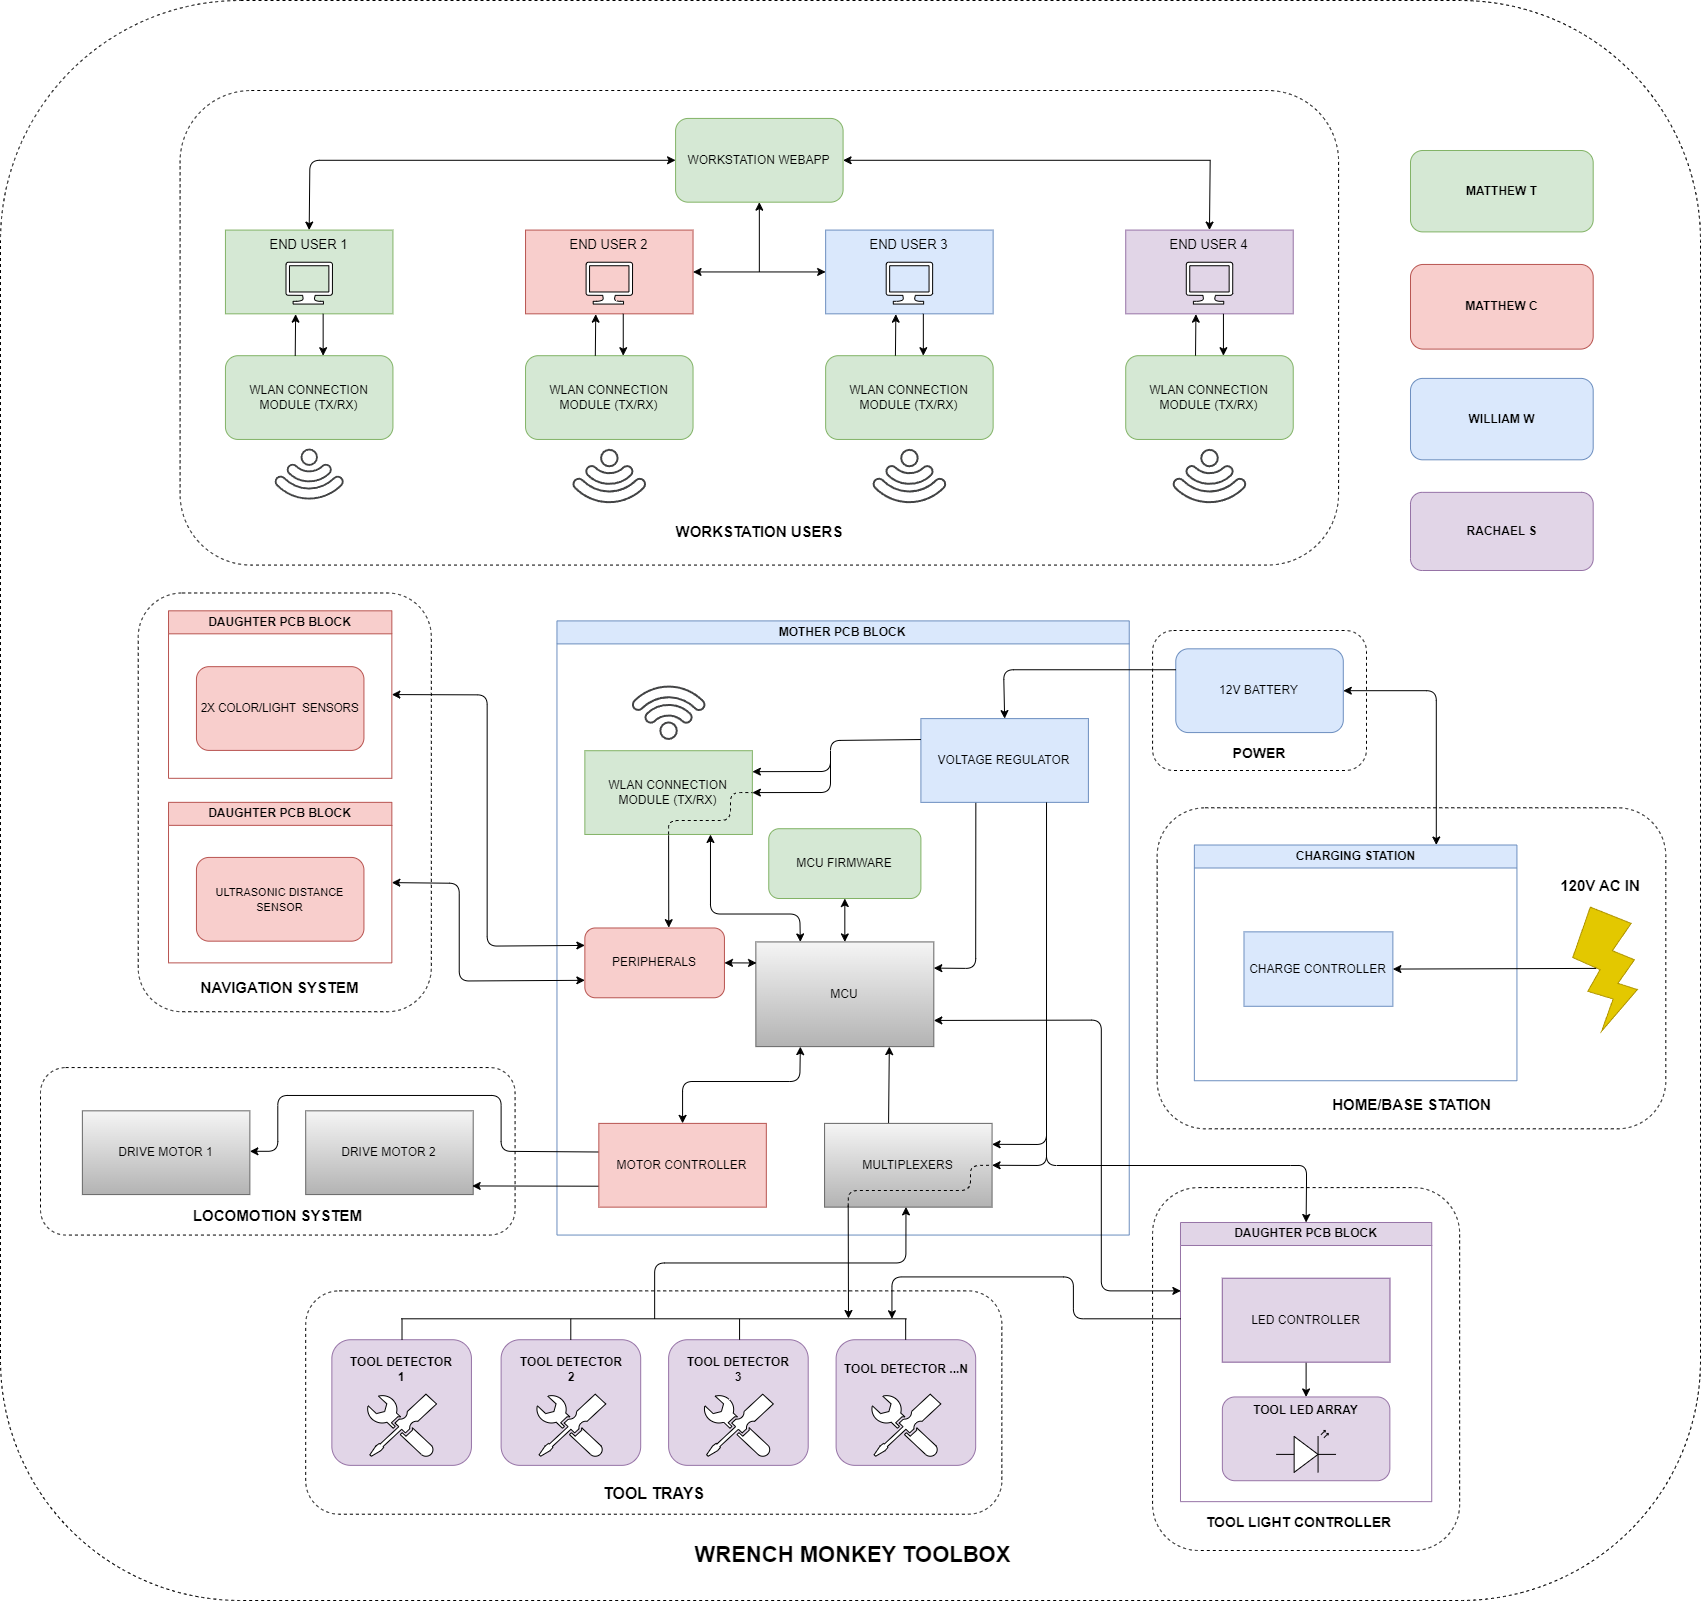 WORKSTATION WEBAPP
END USER 1
END USER 2
END USER 3
END USER 4
WLAN CONNECTION
MODULE (TX/RX)
WLAN CONNECTION
MODULE (TX/RX)
WLAN CONNECTION
MODULE (TX/RX)
WLAN CONNECTION
MODULE (TX/RX)
WORKSTATION USERS
MATTHEW T
MATTHEW C
WILLIAM W
RACHAEL S
DAUGHTER PCB BLOCK
2X COLOR/LIGHT SENSORS
DAUGHTER PCB BLOCK
ULTRASONIC DISTANCE
SENSOR
NAVIGATION SYSTEM
MOTHER PCB BLOCK
WLAN CONNECTION
MODULE (TX/RX)
VOLTAGE REGULATOR
MCU FIRMWARE
PERIPHERALS
MCU
MOTOR CONTROLLER
MULTIPLEXERS
12V BATTERY
POWER
CHARGING STATION
120V AC IN
CHARGE CONTROLLER
HOME/BASE STATION
DRIVE MOTOR 1
DRIVE MOTOR 2
LOCOMOTION SYSTEM
DAUGHTER PCB BLOCK
LED CONTROLLER
TOOL LED ARRAY
TOOL LIGHT CONTROLLER
TOOL DETECTOR
1
TOOL DETECTOR
2
TOOL DETECTOR
3
TOOL DETECTOR ...N
TOOL TRAYS
WRENCH MONKEY TOOLBOX